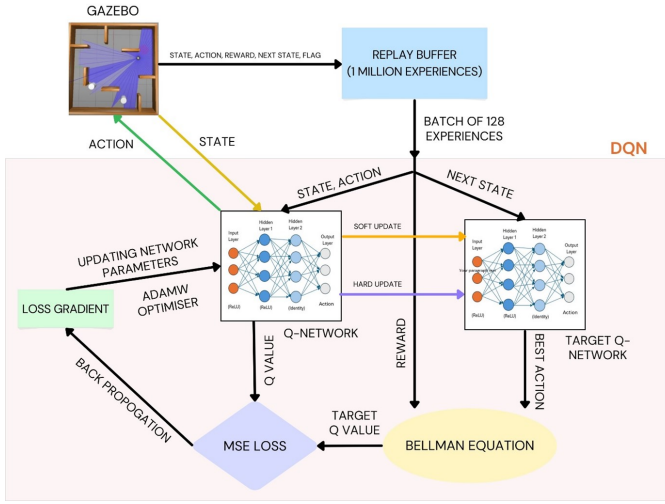 GAZEBO
STATE, ACTION, REWARD, NEXT STATE, FLAG
REPLAY BUFFER
(1 MILLION EXPERIENCES)
BATCH OF 128
EXPERIENCES
ACTION
STATE
DQN
STATE, ACTION
NEXT STATE
Input
Layer
Hidden
Layer 1
Hidden
Layer 2
Output
Layer
(ReLU)
(ReLU)
(Identity)
Action
Q-NETWORK
SOFT UPDATE
HARD UPDATE
Input
Layer
Hidden
Layer 1
Hidden
Layer 2
Output
Layer
(ReLU)
(ReLU)
(Identity)
Action
TARGET Q-
NETWORK
UPDATING NETWORK
PARAMETERS
ADAMW
OPTIMISER
LOSS GRADIENT
BACK PROPOGATION
Q VALUE
REWARD
BEST ACTION
MSE LOSS
TARGET
Q VALUE
BELLMAN EQUATION